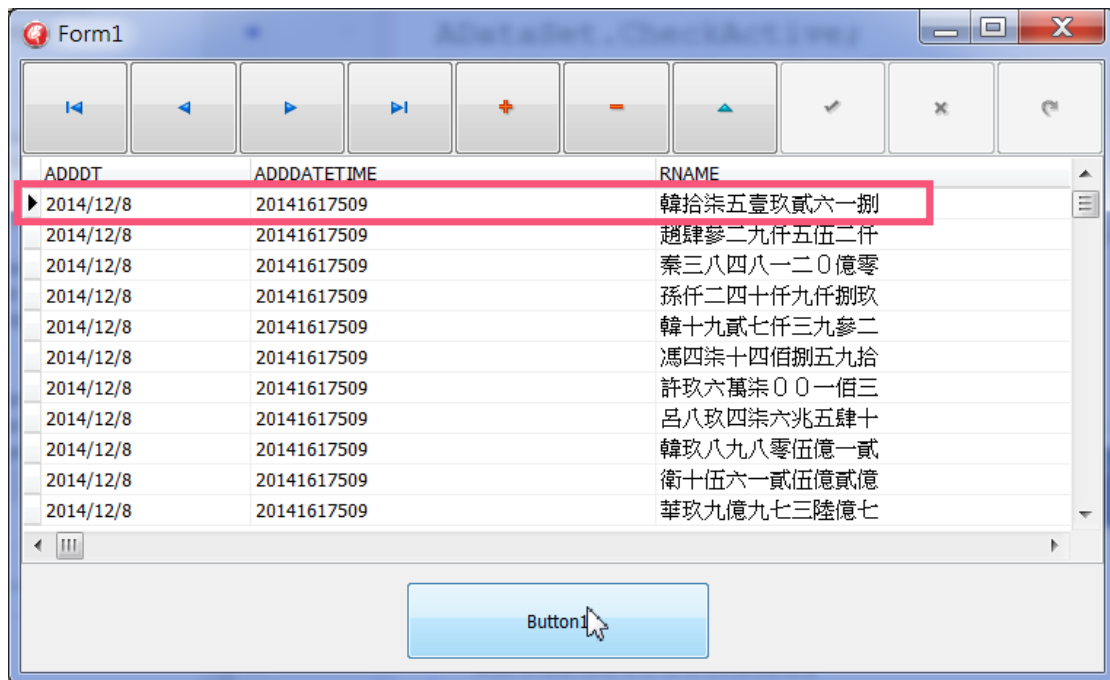 Form1
ADataSet.CheckActive;
ADDDT ADDDATETIME RNAME
2014/12/8 20141617509 韓拾柒五壹玖貳六一捌
2014/12/8 20141617509 趙肆參二九仟五伍二仟
2014/12/8 20141617509 秦三八四八一二０億零
2014/12/8 20141617509 孫仟二四十仟九仟捌玖
2014/12/8 20141617509 韓十九貳七仟三九參二
2014/12/8 20141617509 馮四柒十四佰捌五九拾
2014/12/8 20141617509 許玖六萬柒００一佰三
2014/12/8 20141617509 呂八玖四柒六兆五肆十
2014/12/8 20141617509 韓玖八九八零伍億一貳
2014/12/8 20141617509 衛十伍六一貳伍億貳億
2014/12/8 20141617509 華玖九億九七三陸億七
Button1